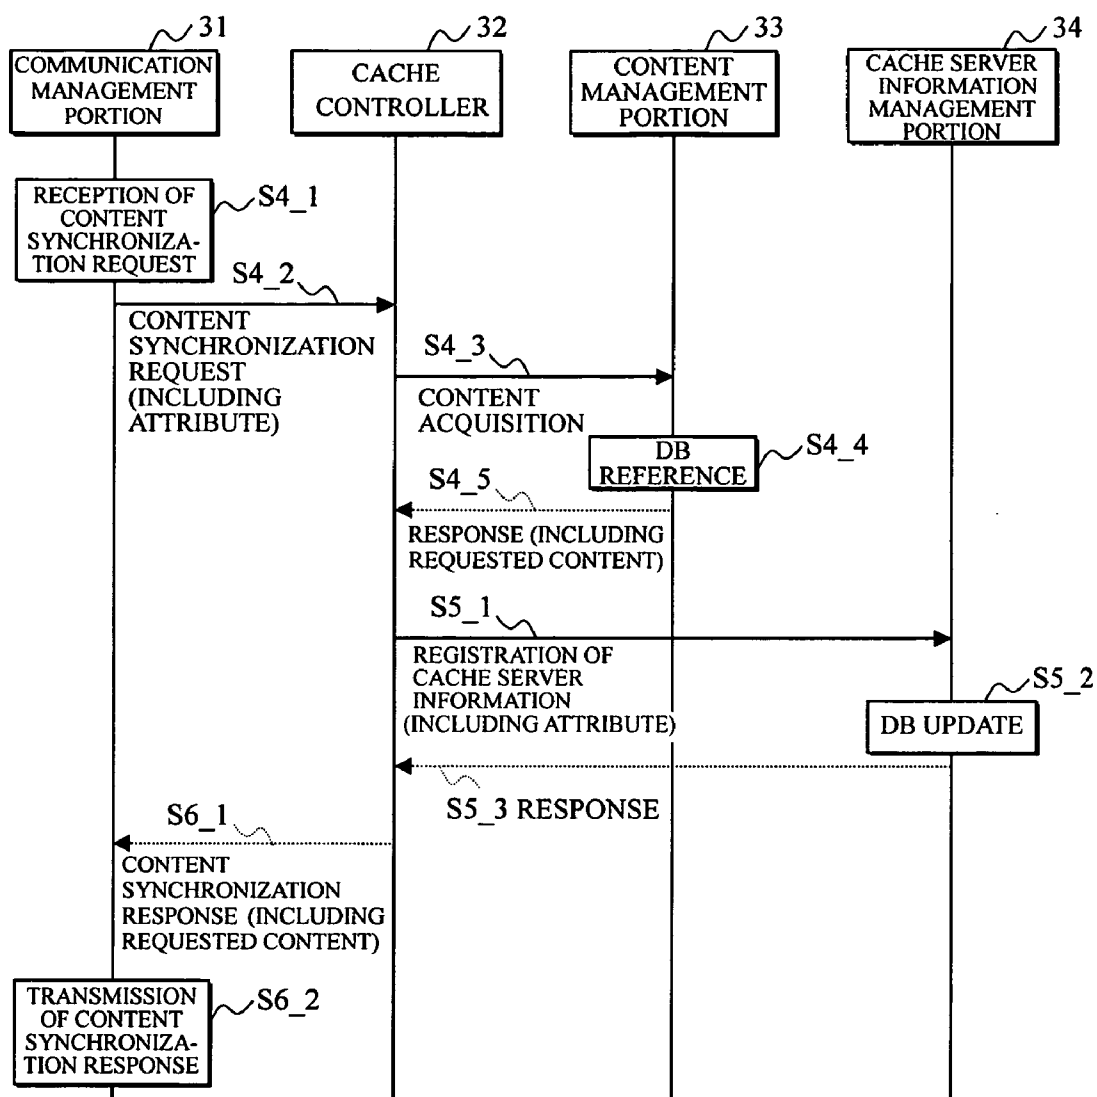 31
32
33
34
COMMUNICATION
MANAGEMENT
PORTION
CACHE
CONTROLLER
CONTENT
MANAGEMENT
PORTION
CACHE SERVER
INFORMATION
MANAGEMENT
PORTION
RECEPTION OF
CONTENT
SYNCHRONIZA-
TION REQUEST
S4_1
S4_2
CONTENT
SYNCHRONIZATION
REQUEST
(INCLUDING
ATTRIBUTE)
S4_3
CONTENT
ACQUISITION
DB
REFERENCE
S4_4
S4_5
RESPONSE (INCLUDING
REQUESTED CONTENT)
S5_1
REGISTRATION OF
CACHE SERVER
INFORMATION
(INCLUDING ATTRIBUTE)
S5_2
DB UPDATE
S5_3 RESPONSE
S6_1
CONTENT
SYNCHRONIZATION
RESPONSE (INCLUDING
REQUESTED CONTENT)
TRANSMISSION
OF CONTENT
SYNCHRONIZA-
TION RESPONSE
S6_2